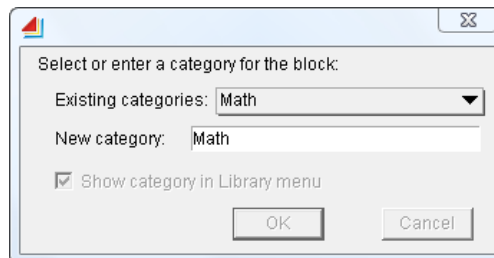 Select or enter a category for the block:
Existing categories: Math
New category: Math
Show category in Library menu
OK Cancel